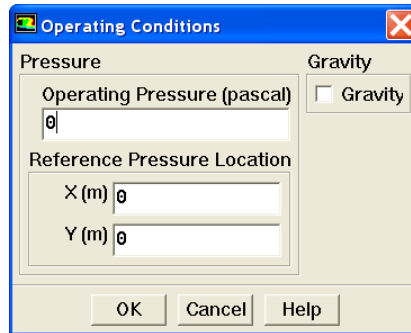 Operating Conditions
Pressure
Gravity
Operating Pressure (pascal)
Gravity
0
Reference Pressure Location
X (m) 0
Y (m) 0
OK Cancel Help